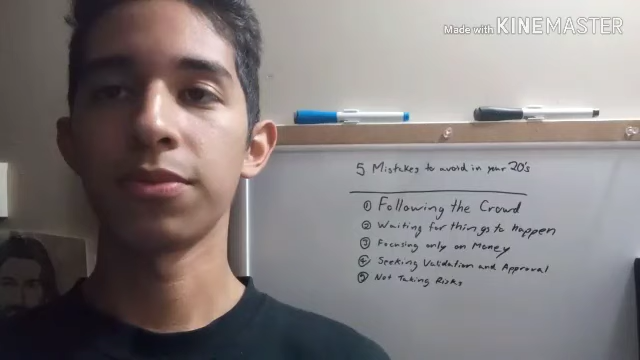 Made with KINEMASTER
5 Mistakes to avoid in your 20's
① Following the Crowd
② Waiting for things to happen
③ Focusing only on Money
④ Seeking Validation and Approval
⑤ Not Taking Risks